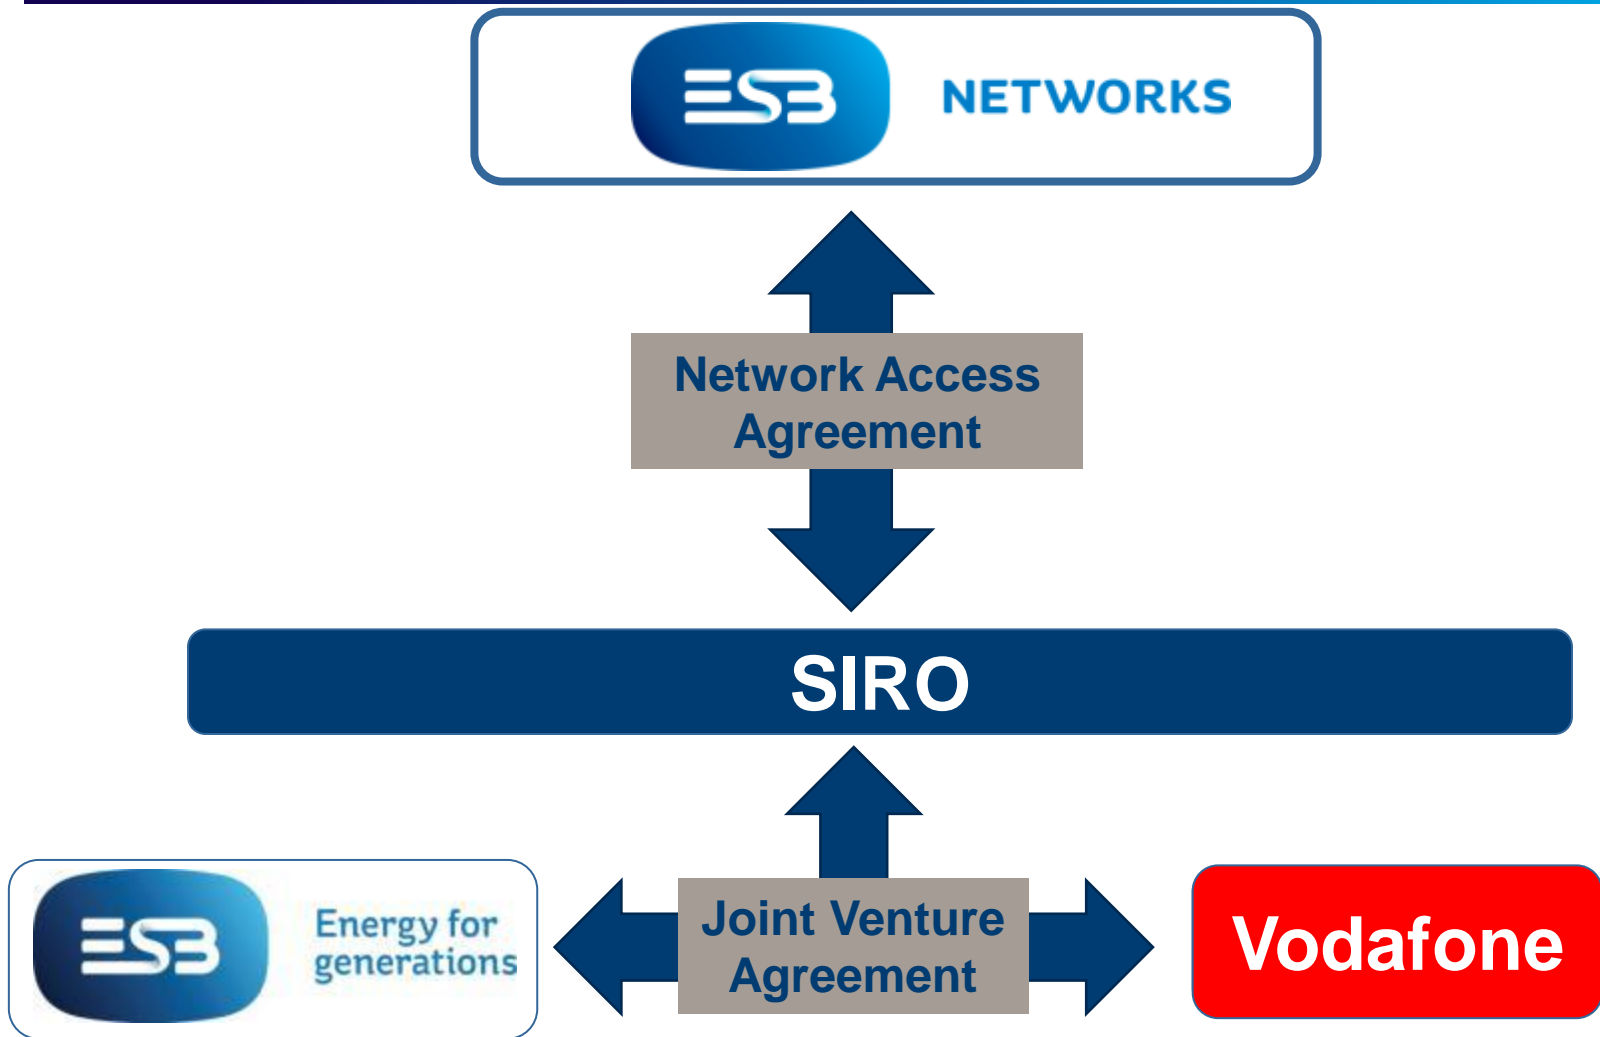 ESB NETWORKS
Network Access
Agreement
SIRO
ESB
Energy for
generations
Joint Venture
Agreement
Vodafone